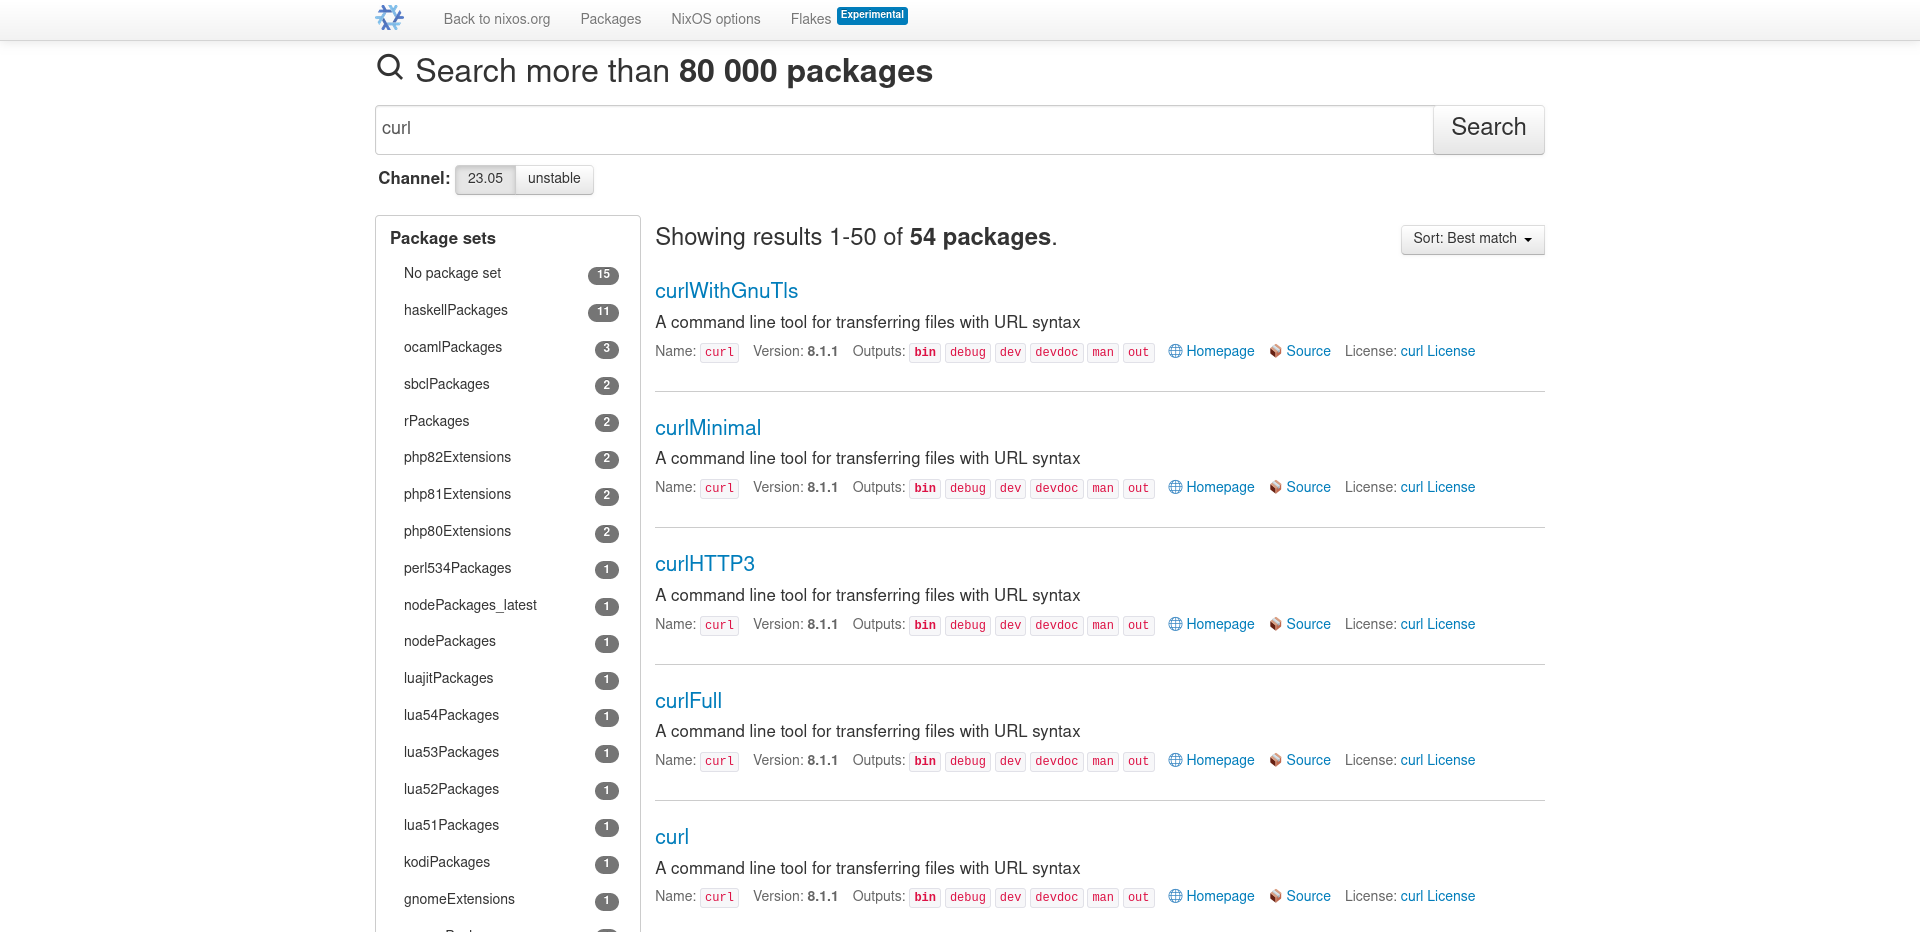 Back to nixos.org Packages NixOS options Flakes Experimental
Search more than 80 000 packages
curl Search
Channel: 23.05 unstable
Package sets
No package set 15
haskellPackages 11
ocamlPackages 3
sbclPackages 2
rPackages 2
php82Extensions 2
php81Extensions 2
php80Extensions 2
perl534Packages 1
nodePackages_latest 1
nodePackages 1
luajitPackages 1
lua54Packages 1
lua53Packages 1
lua52Packages 1
lua51Packages 1
kodiPackages 1
gnomeExtensions 1
Showing results 1-50 of 54 packages.
Sort: Best match
curlWithGnuTls
A command line tool for transferring files with URL syntax
Name: curl Version: 8.1.1 Outputs: bin debug dev devdoc man out Homepage Source License: curl License
curlMinimal
A command line tool for transferring files with URL syntax
Name: curl Version: 8.1.1 Outputs: bin debug dev devdoc man out Homepage Source License: curl License
curlHTTP3
A command line tool for transferring files with URL syntax
Name: curl Version: 8.1.1 Outputs: bin debug dev devdoc man out Homepage Source License: curl License
curlFull
A command line tool for transferring files with URL syntax
Name: curl Version: 8.1.1 Outputs: bin debug dev devdoc man out Homepage Source License: curl License
curl
A command line tool for transferring files with URL syntax
Name: curl Version: 8.1.1 Outputs: bin debug dev devdoc man out Homepage Source License: curl License